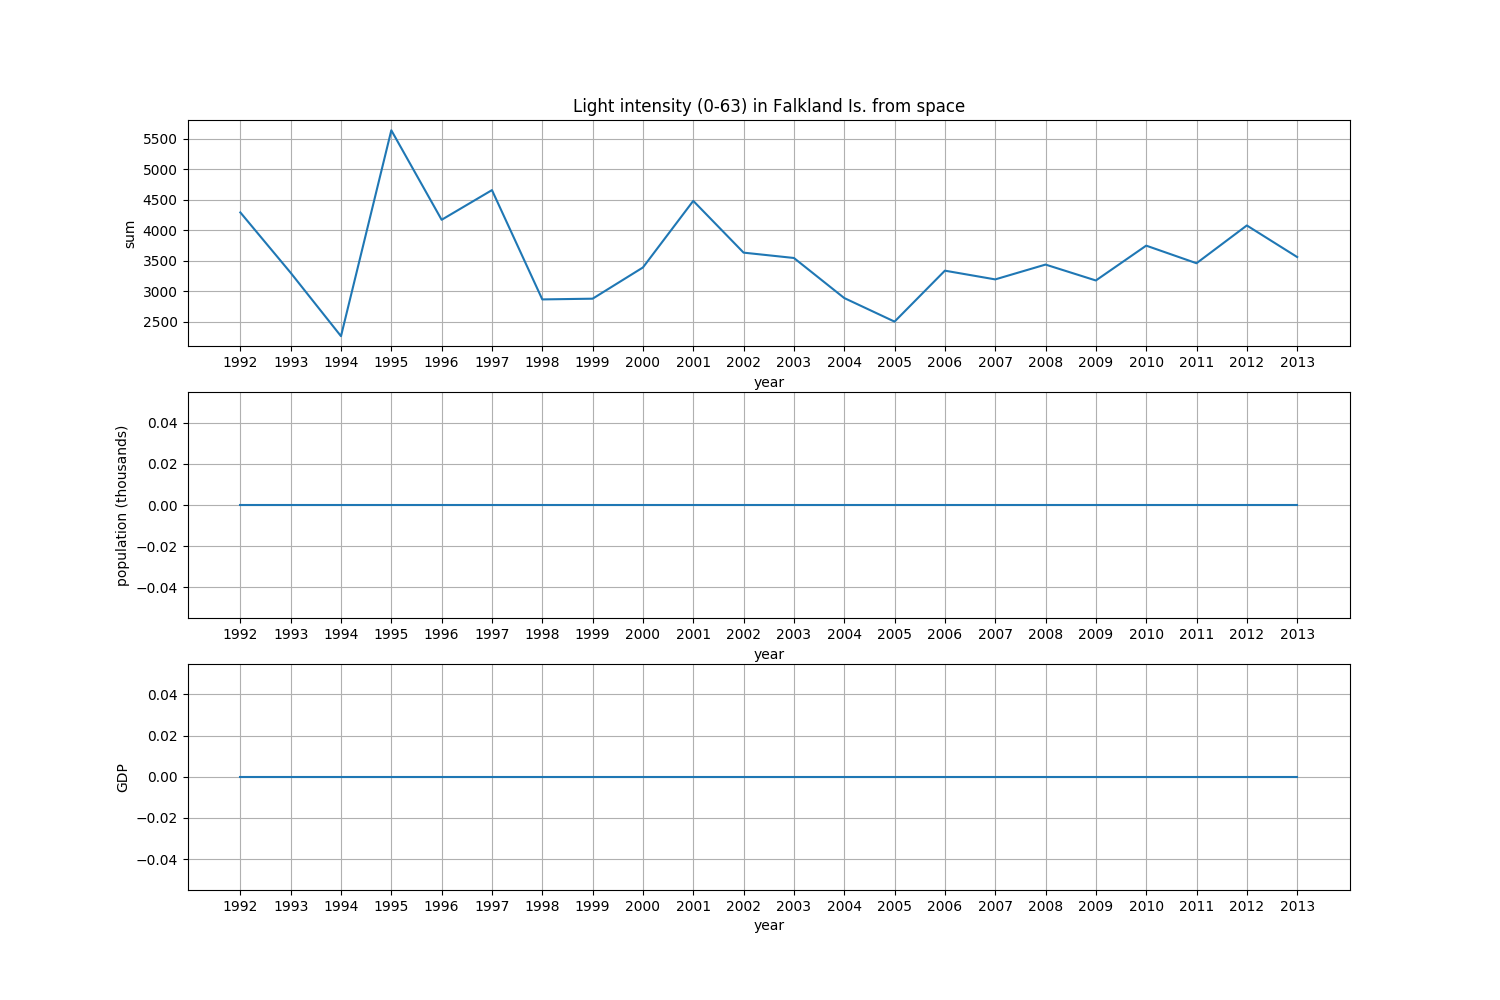 Light intensity (0-63) in Falkland Is. from space
5500
5000
4500
4000
3500
3000
2500
sum
1992 1993 1994 1995 1996 1997 1998 1999 2000 2001 2002 2003 2004 2005 2006 2007 2008 2009 2010 2011 2012 2013
year
0.04
0.02
0.00
−0.02
−0.04
population (thousands)
1992 1993 1994 1995 1996 1997 1998 1999 2000 2001 2002 2003 2004 2005 2006 2007 2008 2009 2010 2011 2012 2013
year
0.04
0.02
0.00
−0.02
−0.04
GDP
1992 1993 1994 1995 1996 1997 1998 1999 2000 2001 2002 2003 2004 2005 2006 2007 2008 2009 2010 2011 2012 2013
year